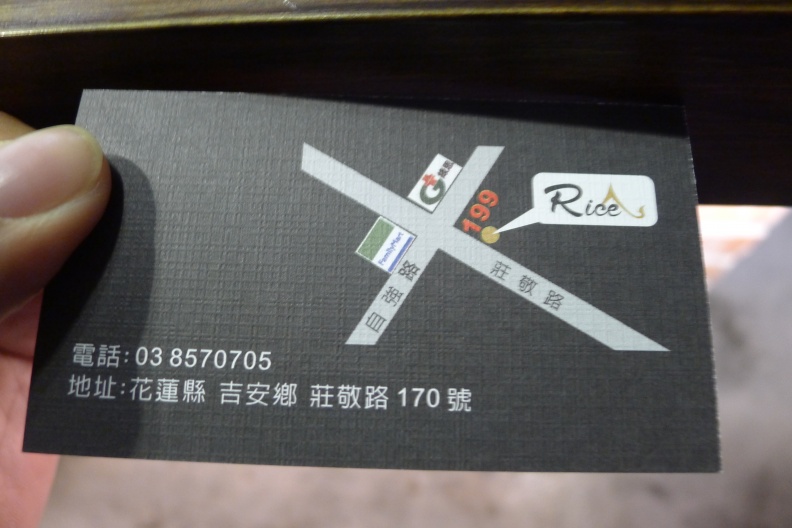 199
Rice
FamilyMart
自強路
莊敬路
電話:03 8570705
地址:花蓮縣 吉安鄉 莊敬路 170 號